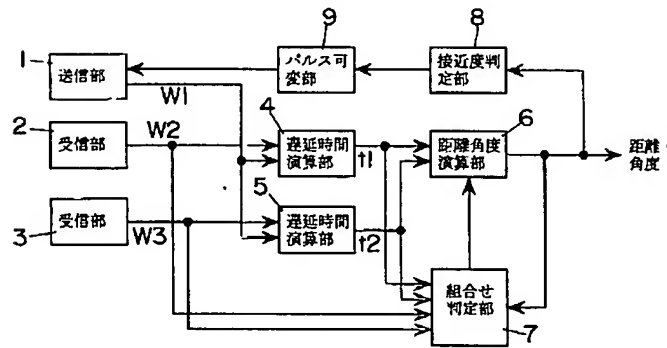 1
送信部
W1
9
パルス可
変部
8
接近度判
定部
2
受信部
W2
4
遅延時間
演算部
t1
6
距離角度
演算部
距離・
角度
3
受信部
W3
5
遅延時間
演算部
t2
組合せ
判定部
7